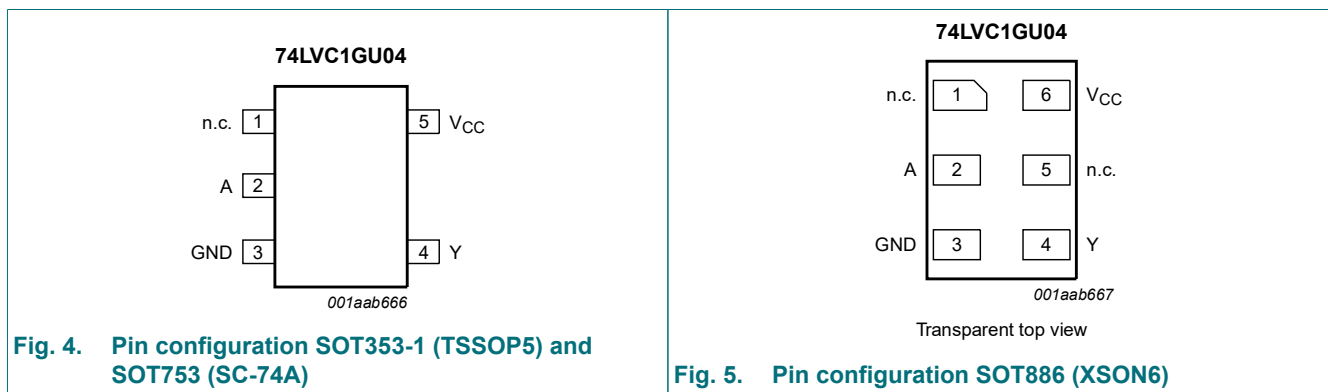 74LVC1GU04
n.c. 1
5 VCC
A 2
GND 3
4 Y
001aab666
Fig. 4. Pin configuration SOT353-1 (TSSOP5) and
SOT753 (SC-74A)
74LVC1GU04
n.c. 1
6 VCC
A 2
5 n.c.
GND 3
4 Y
001aab667
Transparent top view
Fig. 5. Pin configuration SOT886 (XSON6)